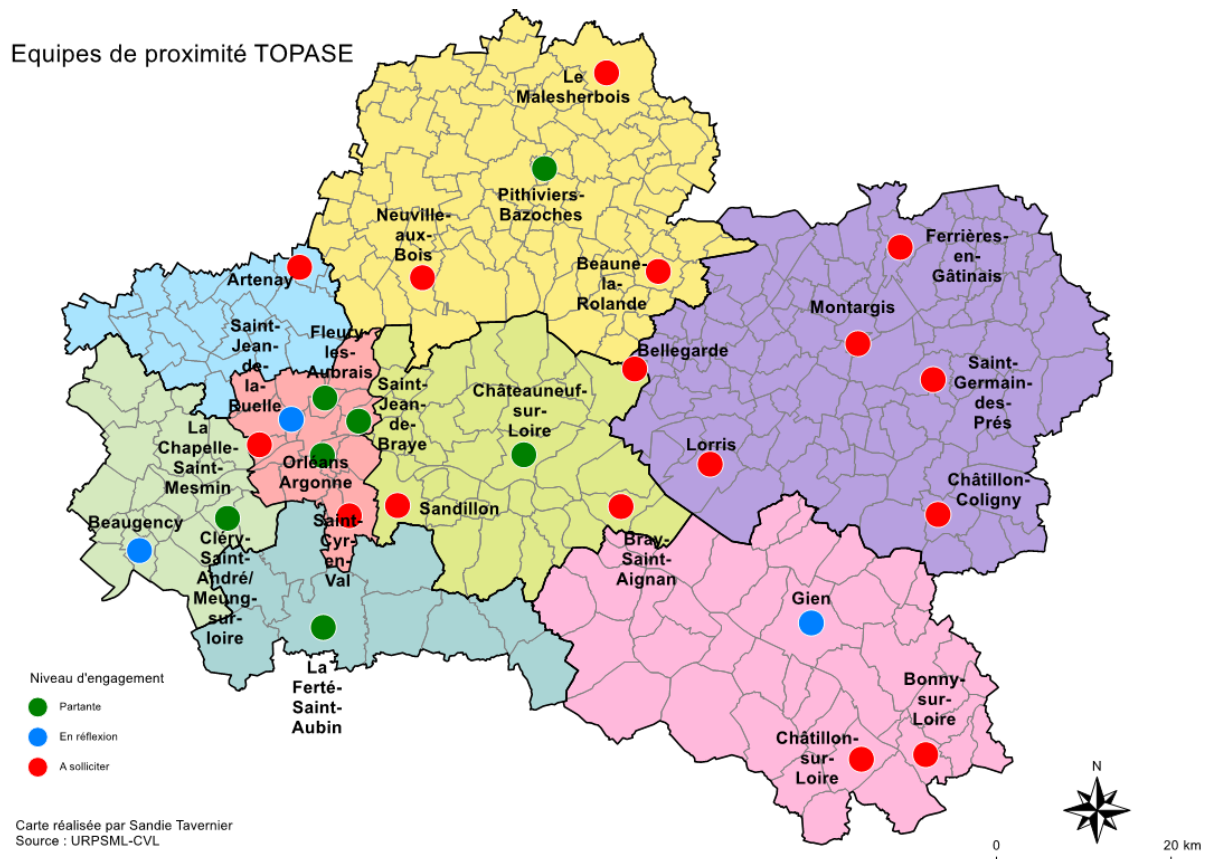 Equipes de proximité TOPASE
Le
Malesherbois
Pithiviers-
Bazoches
Neuville-
aux-
Bois
Beaune-
la-
Rolande
Ferrières-
en-
Gâtinais
Artenay
Montargis
Saint-
Jean-
de-
la-
Ruelle
Fleury-
les-
Aubrais
Bellegarde
Saint-
Germain-
des-
Prés
Saint-
Jean-
de-
Braye
Châteauneuf-
sur-
Loire
La
Chapelle-
Saint-
Mesmin
Orléans
Argonne
Lorris
Châtillon-
Coligny
Beaugency
Sandillon
Saint-
Cyr-
en-
Val
Cléry-
Saint-
André/
Meung-
sur-
loire
Bray-
Saint-
Aignan
Gien
La
Ferté-
Saint-
Aubin
Bonny-
sur-
Loire
Châtillon-
sur-
Loire
Niveau d'engagement
Partante
En réflexion
A solliciter
Carte réalisée par Sandie Tavernier
Source : URPSML-CVL
N
0
20 km